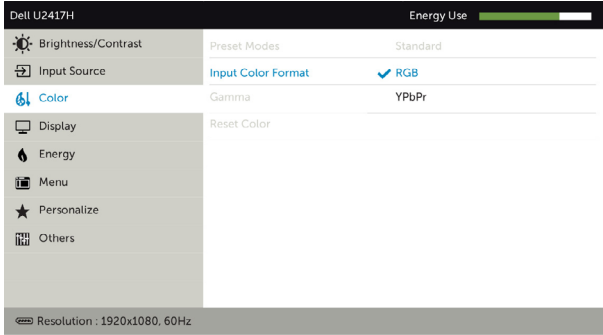 Dell U2417H Energy Use
Brightness/Contrast Preset Modes Standard
Input Source Input Color Format RGB
Color Gamma YPbPr
Display Reset Color
Energy
Menu
Personalize
Others
Resolution : 1920x1080, 60Hz